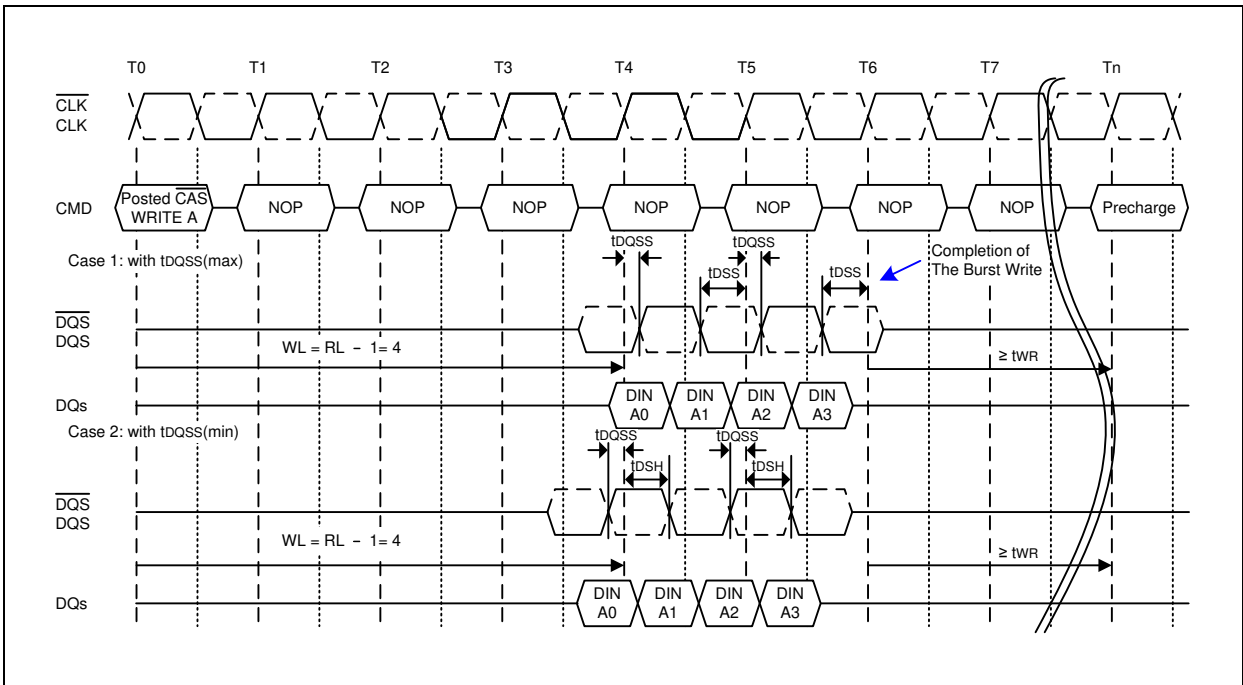 T0 T1 T2 T3 T4 T5 T6 T7 Tn
CLK
CLK
CMD
Posted CAS
WRITE A
NOP NOP NOP NOP NOP NOP NOP Precharge
Case 1: with tDQSS(max)
tDQSS tDQSS
tDSS tDSS
Completion of
The Burst Write
DQS
DQS
WL = RL - 1= 4
≥ tWR
DQs
DIN DIN DIN DIN
A0 A1 A2 A3
Case 2: with tDQSS(min)
tDQSS tDQSS
tDSH tDSH
DQS
DQS
WL = RL - 1= 4
≥ tWR
DQs
DIN DIN DIN DIN
A0 A1 A2 A3